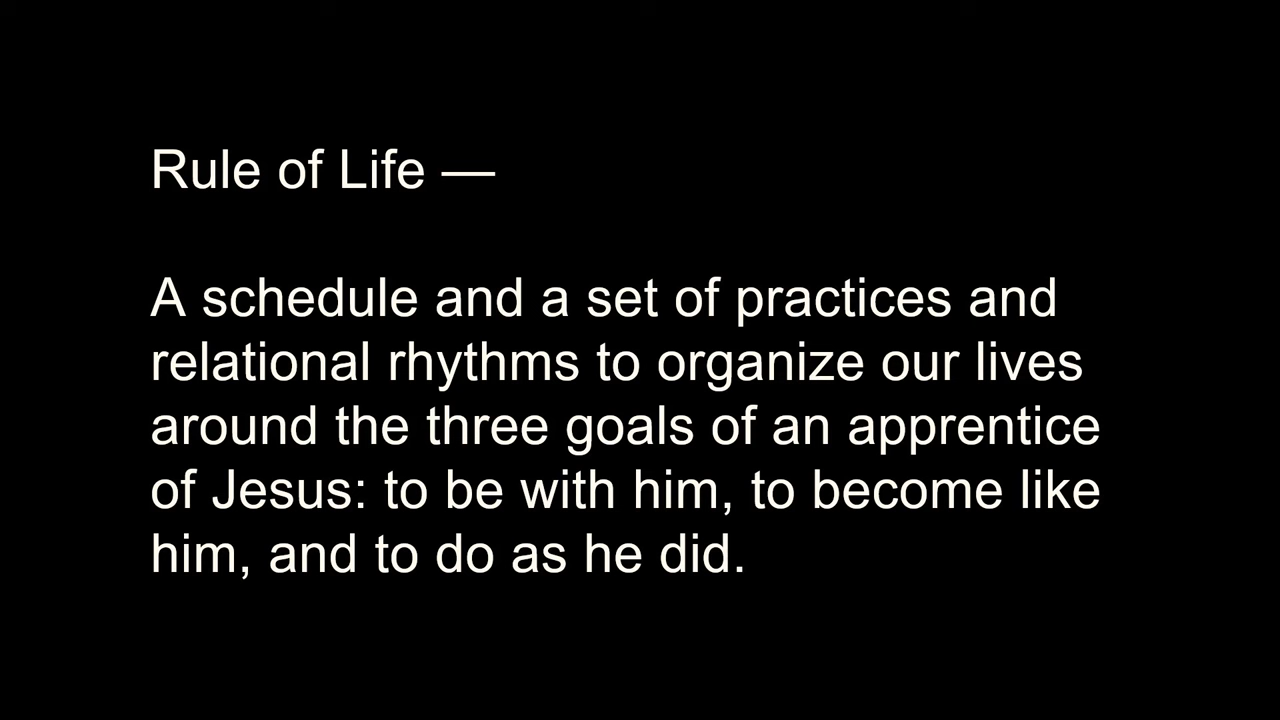 Rule of Life —
A schedule and a set of practices and
relational rhythms to organize our lives
around the three goals of an apprentice
of Jesus: to be with him, to become like
him, and to do as he did.